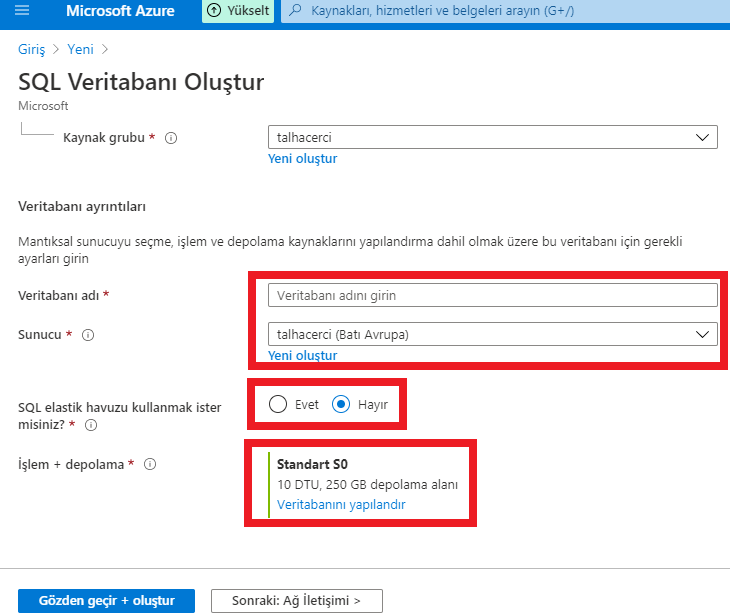 Microsoft Azure
Yükselt
Kaynakları, hizmetleri ve belgeleri arayın (G+/)
Giriş > Yeni >
SQL Veritabanı Oluştur
Microsoft
Kaynak grubu *
talhacerci
Yeni oluştur
Veritabanı ayrıntıları
Mantıksal sunucuyu seçme, işlem ve depolama kaynaklarını yapılandırma dahil olmak üzere bu veritabanı için gerekli
ayarları girin
Veritabanı adı *
Veritabanı adını girin
Sunucu *
talhacerci (Batı Avrupa)
Yeni oluştur
SQL elastik havuzu kullanmak ister
misiniz? *
Evet
Hayır
İşlem + depolama *
Standart S0
10 DTU, 250 GB depolama alanı
Veritabanını yapılandır
Gözden geçir + oluştur
Sonraki: Ağ İletişimi >